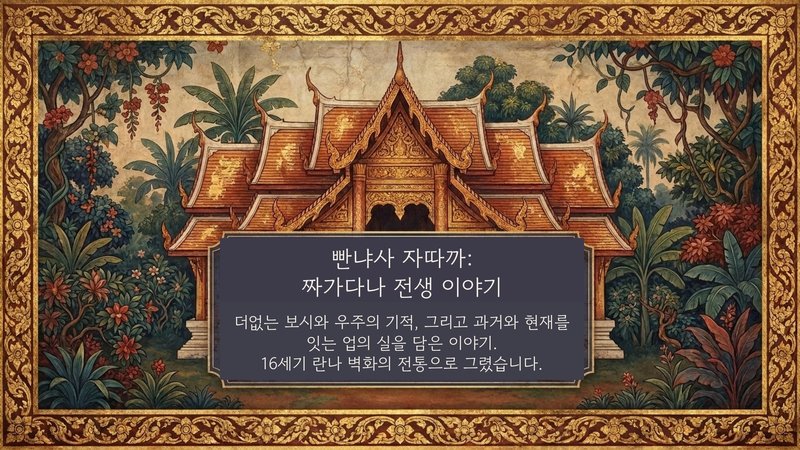 빤냐사 자따까:
짜가다나 전생 이야기
더없는 보시와 우주의 기적, 그리고 과거와 현재를
잇는 업의 실을 담은 이야기.
16세기 란나 벽화의 전통으로 그렸습니다.